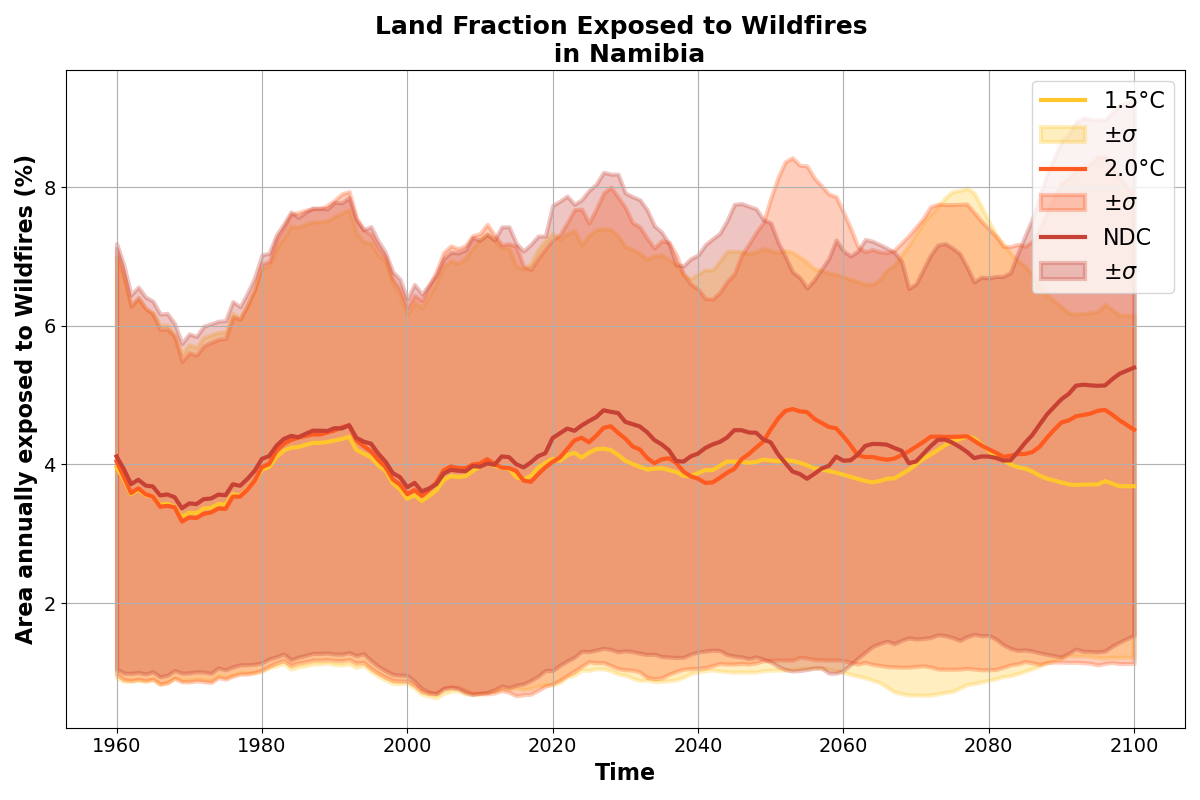 Land Fraction Exposed to Wildfires
in Namibia
Area annually exposed to Wildfires (%)
8
6
4
2
1960 1980 2000 2020 2040 2060 2080 2100
Time
1.5°C
±σ
2.0°C
±σ
NDC
±σ